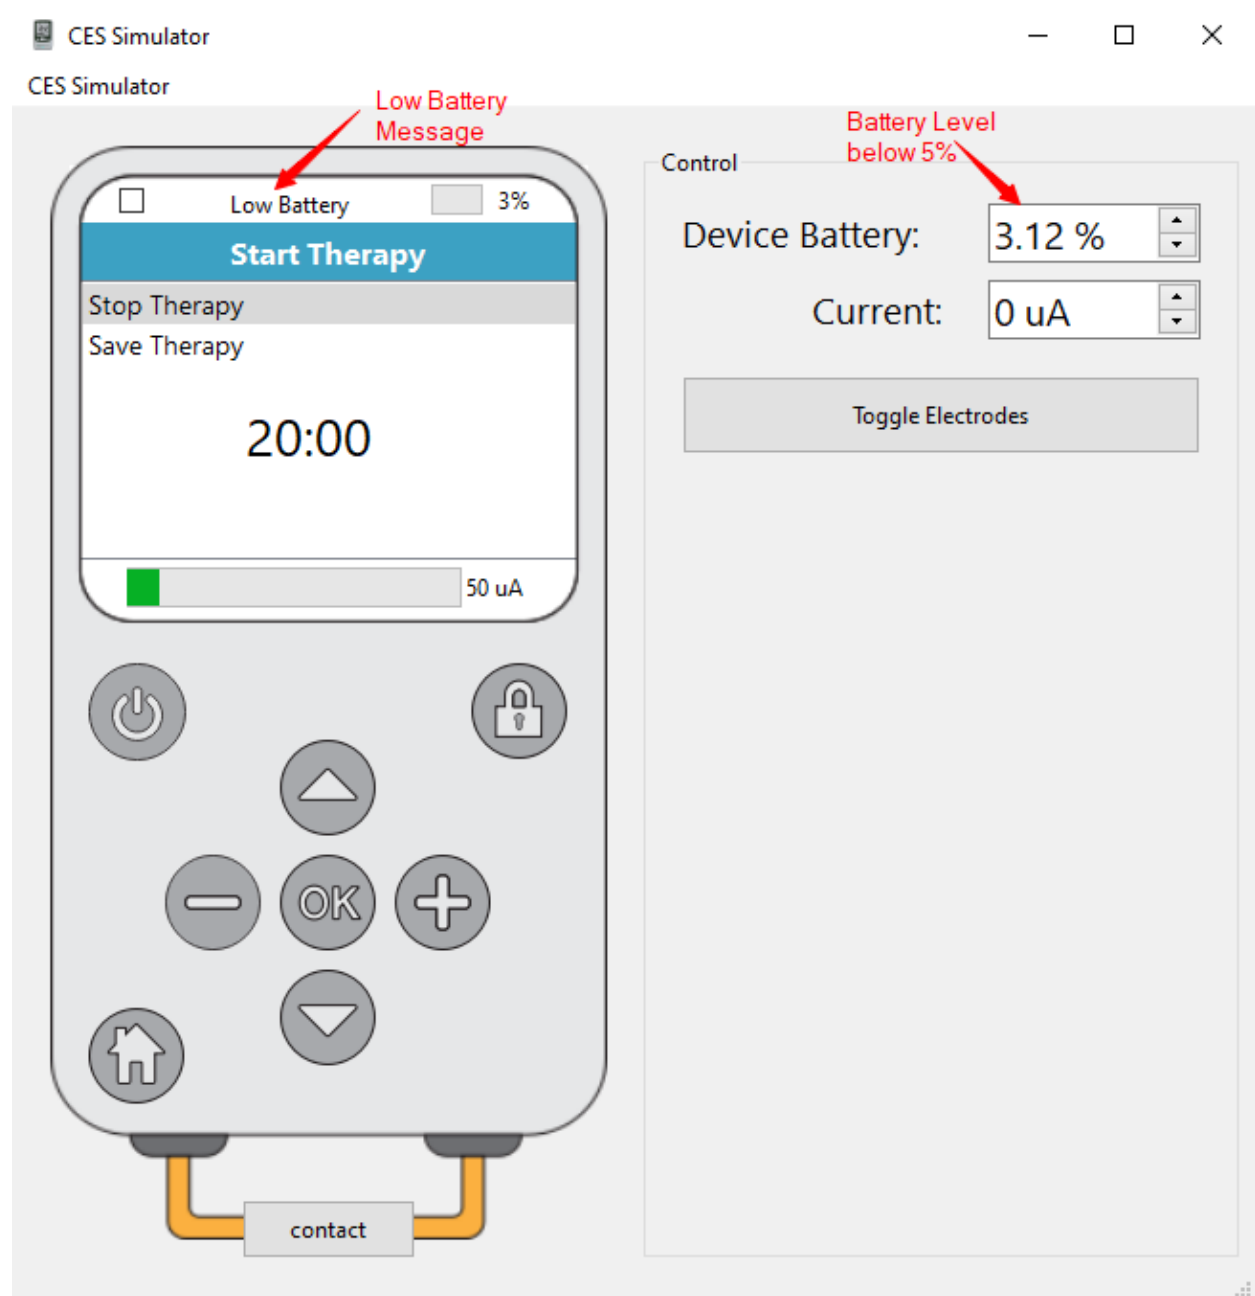 CES Simulator
CES Simulator
Low Battery
Message
Battery Level
below 5%
Low Battery
3%
Start Therapy
Stop Therapy
Save Therapy
20:00
50 uA
OK
contact
Control
Device Battery:
3.12 %
Current:
0 uA
Toggle Electrodes